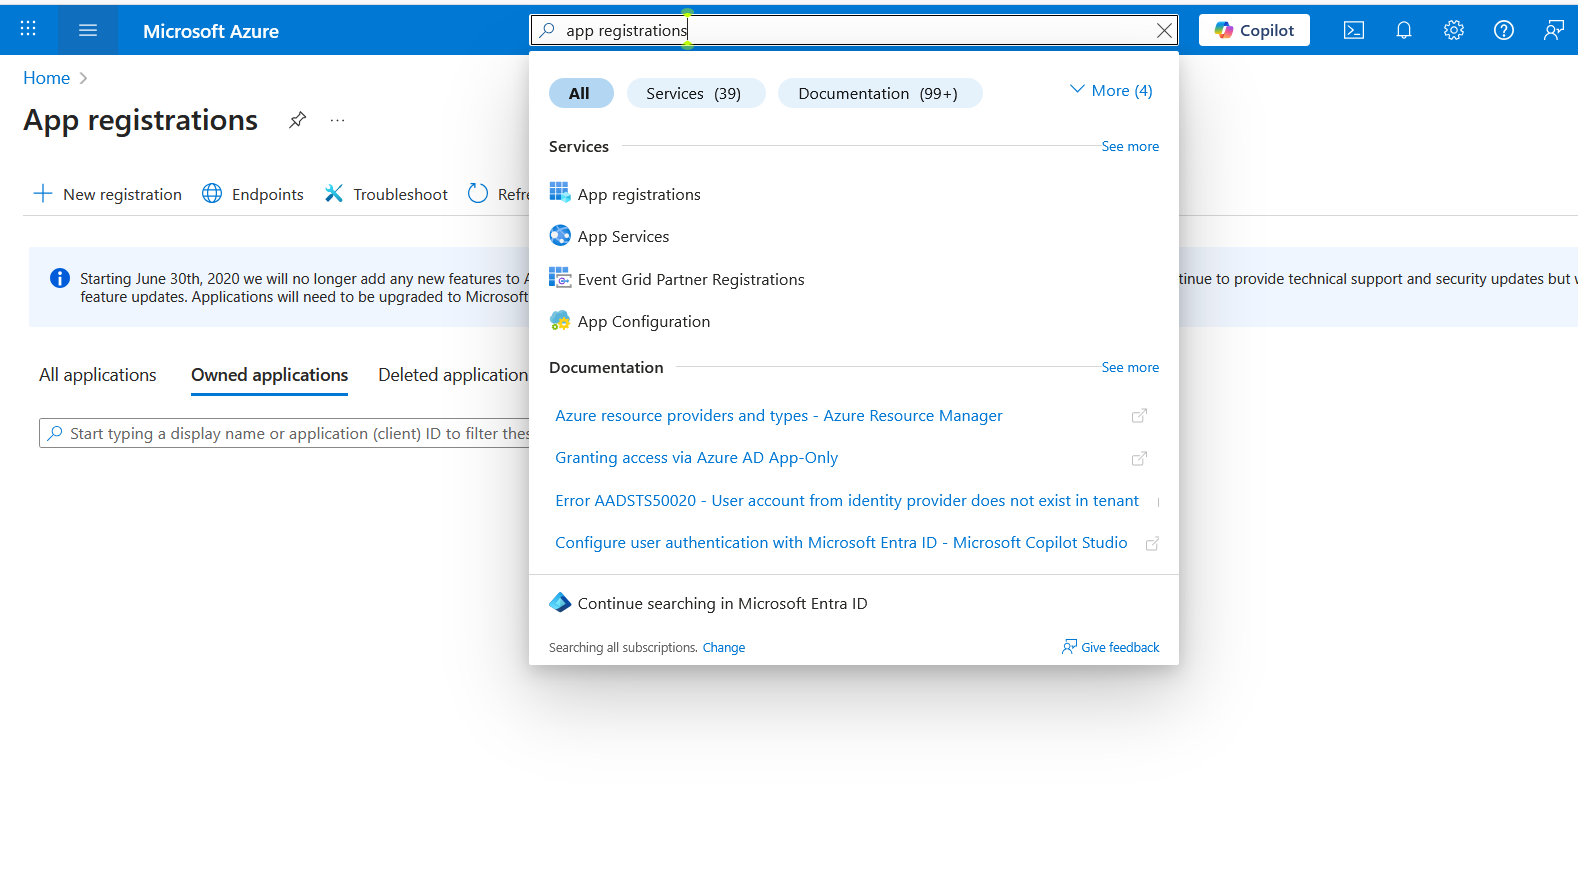 Microsoft Azure
app registrations
Copilot
Home
App registrations
New registration
Endpoints
Troubleshoot
Refre
Starting June 30th, 2020 we will no longer add any new features to A
tinue to provide technical support and security updates but w
feature updates. Applications will need to be upgraded to Microsoft
All applications
Owned applications
Deleted application
Start typing a display name or application (client) ID to filter thes
All
Services (39)
Documentation (99+)
More (4)
Services
See more
App registrations
App Services
Event Grid Partner Registrations
App Configuration
Documentation
See more
Azure resource providers and types - Azure Resource Manager
Granting access via Azure AD App-Only
Error AADSTS50020 - User account from identity provider does not exist in tenant
Configure user authentication with Microsoft Entra ID - Microsoft Copilot Studio
Continue searching in Microsoft Entra ID
Searching all subscriptions. Change
Give feedback